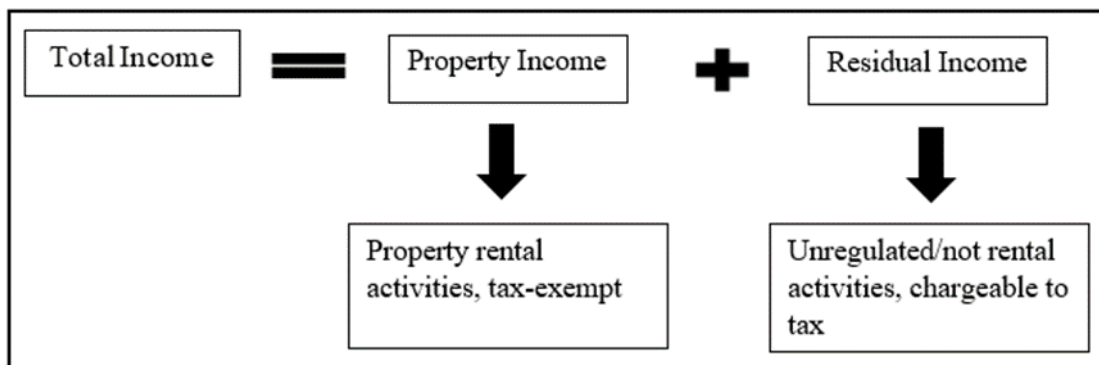 Total Income
Property Income
Residual Income
Property rental
activities, tax-exempt
Unregulated/not rental
activities, chargeable to
tax